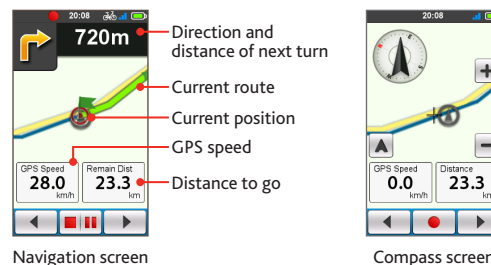 20:08
720m
Direction and
distance of next turn
Current route
Current position
GPS speed
GPS Speed
28.0
km/h
Remain Dist
23.3
km
Distance to go
Navigation screen
20:08
E
S
+
A
-
GPS Speed
0.0
km/h
Distance
23.3
km
Compass screen